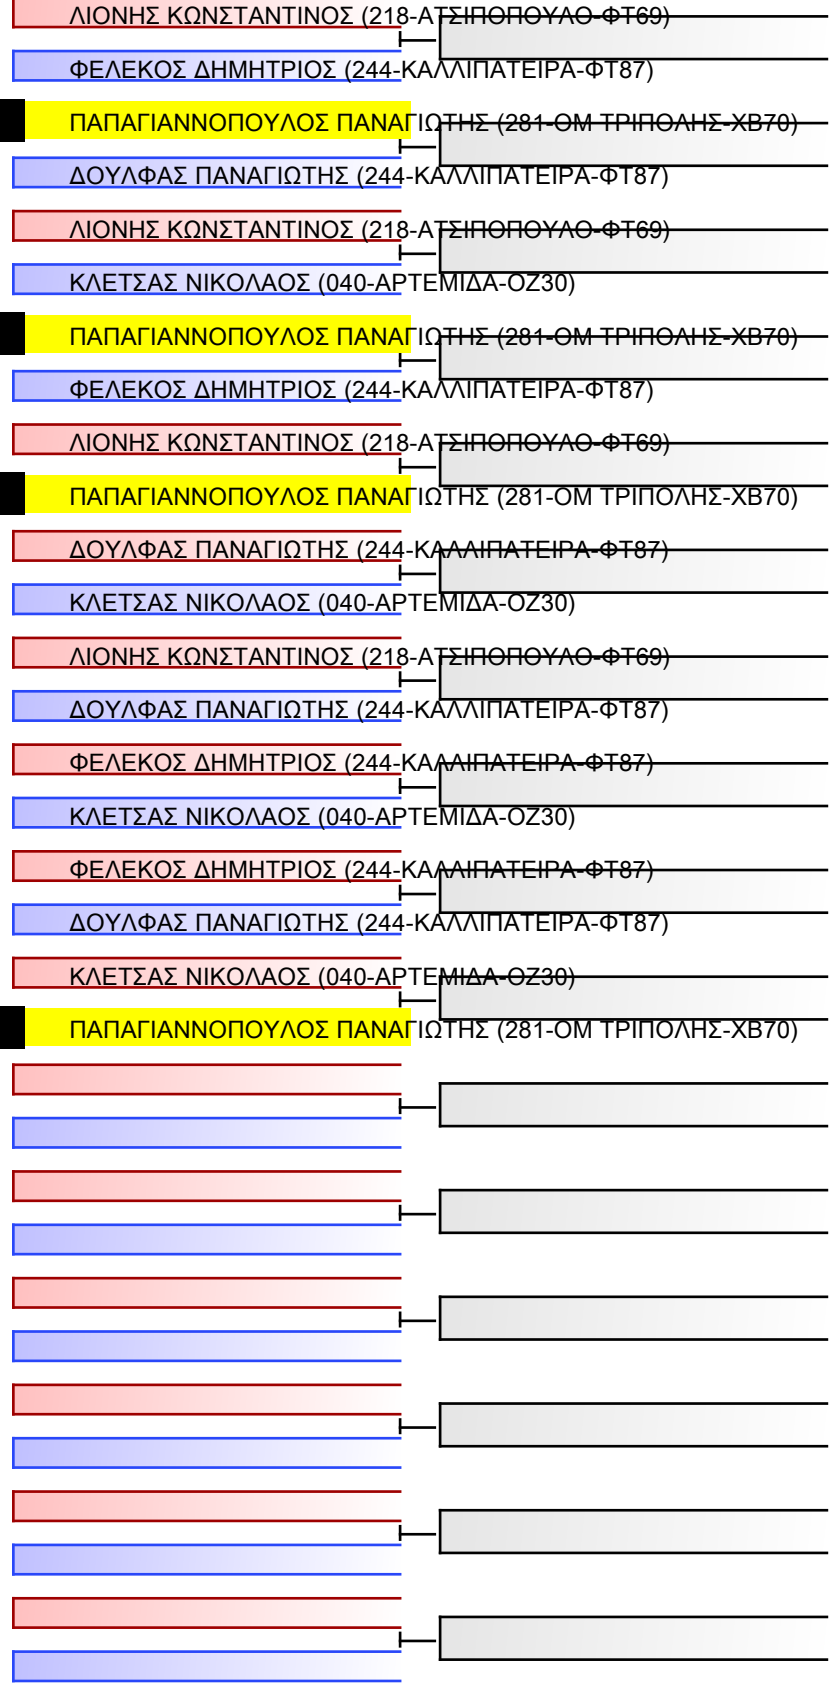 ΛΙΟΝΗΣ ΚΩΝΣΤΑΝΤΙΝΟΣ (218-ΑΤΣΙΠΟΠΟΥΛΟ-ΦΤ69)
ΦΕΛΕΚΟΣ ΔΗΜΗΤΡΙΟΣ (244-ΚΑΛΛΙΠΑΤΕΙΡΑ-ΦΤ87)
ΠΑΠΑΓΙΑΝΝΟΠΟΥΛΟΣ ΠΑΝΑΓΙΩΤΗΣ (281-ΟΜ ΤΡΙΠΟΛΗΣ-ΧΒ70)
ΔΟΥΛΦΑΣ ΠΑΝΑΓΙΩΤΗΣ (244-ΚΑΛΛΙΠΑΤΕΙΡΑ-ΦΤ87)
ΛΙΟΝΗΣ ΚΩΝΣΤΑΝΤΙΝΟΣ (218-ΑΤΣΙΠΟΠΟΥΛΟ-ΦΤ69)
ΚΛΕΤΣΑΣ ΝΙΚΟΛΑΟΣ (040-ΑΡΤΕΜΙΔΑ-ΟΖ30)
ΠΑΠΑΓΙΑΝΝΟΠΟΥΛΟΣ ΠΑΝΑΓΙΩΤΗΣ (281-ΟΜ ΤΡΙΠΟΛΗΣ-ΧΒ70)
ΦΕΛΕΚΟΣ ΔΗΜΗΤΡΙΟΣ (244-ΚΑΛΛΙΠΑΤΕΙΡΑ-ΦΤ87)
ΛΙΟΝΗΣ ΚΩΝΣΤΑΝΤΙΝΟΣ (218-ΑΤΣΙΠΟΠΟΥΛΟ-ΦΤ69)
ΠΑΠΑΓΙΑΝΝΟΠΟΥΛΟΣ ΠΑΝΑΓΙΩΤΗΣ (281-ΟΜ ΤΡΙΠΟΛΗΣ-ΧΒ70)
ΔΟΥΛΦΑΣ ΠΑΝΑΓΙΩΤΗΣ (244-ΚΑΛΛΙΠΑΤΕΙΡΑ-ΦΤ87)
ΚΛΕΤΣΑΣ ΝΙΚΟΛΑΟΣ (040-ΑΡΤΕΜΙΔΑ-ΟΖ30)
ΛΙΟΝΗΣ ΚΩΝΣΤΑΝΤΙΝΟΣ (218-ΑΤΣΙΠΟΠΟΥΛΟ-ΦΤ69)
ΔΟΥΛΦΑΣ ΠΑΝΑΓΙΩΤΗΣ (244-ΚΑΛΛΙΠΑΤΕΙΡΑ-ΦΤ87)
ΦΕΛΕΚΟΣ ΔΗΜΗΤΡΙΟΣ (244-ΚΑΛΛΙΠΑΤΕΙΡΑ-ΦΤ87)
ΚΛΕΤΣΑΣ ΝΙΚΟΛΑΟΣ (040-ΑΡΤΕΜΙΔΑ-ΟΖ30)
ΦΕΛΕΚΟΣ ΔΗΜΗΤΡΙΟΣ (244-ΚΑΛΛΙΠΑΤΕΙΡΑ-ΦΤ87)
ΔΟΥΛΦΑΣ ΠΑΝΑΓΙΩΤΗΣ (244-ΚΑΛΛΙΠΑΤΕΙΡΑ-ΦΤ87)
ΚΛΕΤΣΑΣ ΝΙΚΟΛΑΟΣ (040-ΑΡΤΕΜΙΔΑ-ΟΖ30)
ΠΑΠΑΓΙΑΝΝΟΠΟΥΛΟΣ ΠΑΝΑΓΙΩΤΗΣ (281-ΟΜ ΤΡΙΠΟΛΗΣ-ΧΒ70)